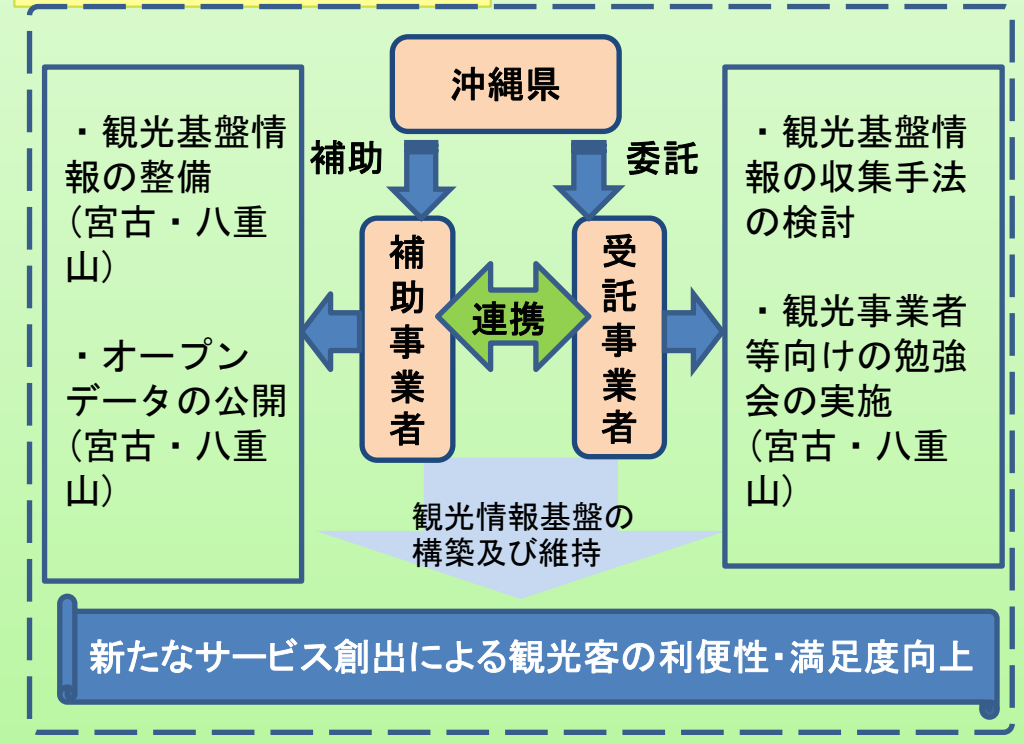 沖縄県
補助
委託
・観光基盤情
報の整備
(宮古・八重
山)
・オープン
データの公開
(宮古・八重
山)
補助事業者
連携
受託事業者
・観光基盤情
報の収集手法
の検討
・観光事業者
等向けの勉強
会の実施
(宮古・八重
山)
観光情報基盤の
構築及び維持
新たなサービス創出による観光客の利便性・満足度向上